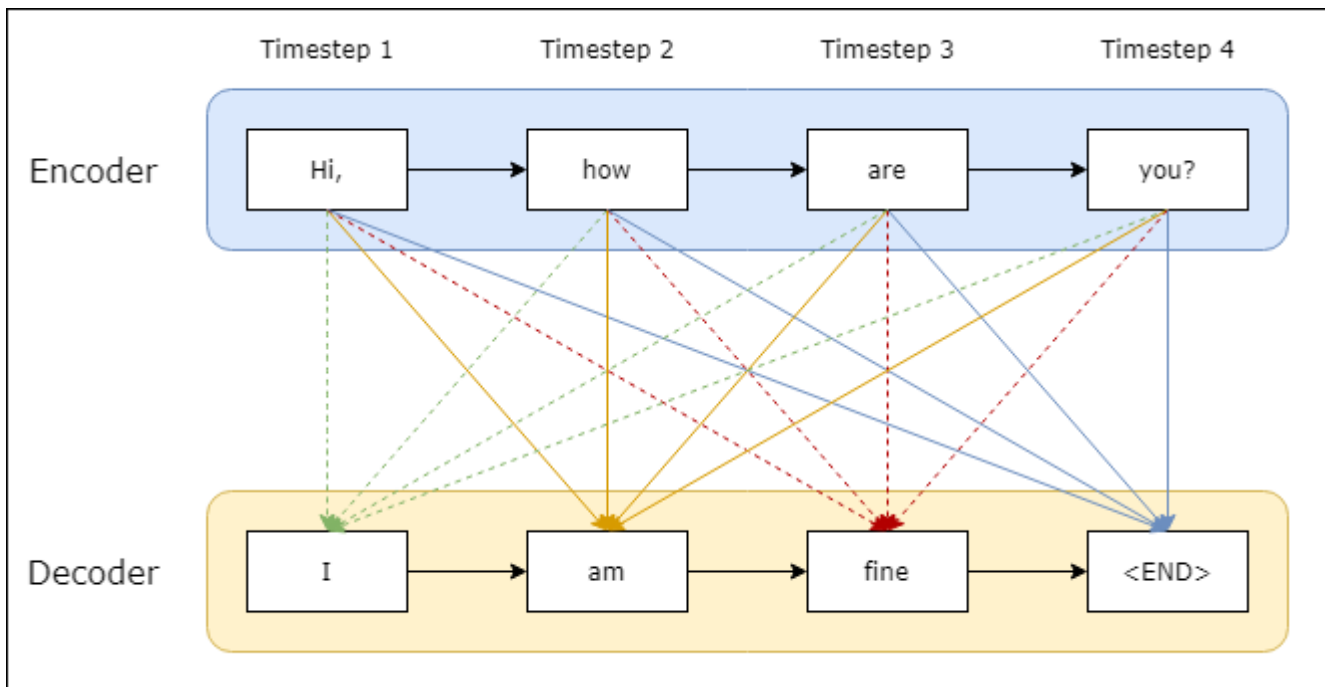 Timestep 1 Timestep 2 Timestep 3 Timestep 4
Encoder Hi, how are you?
Decoder I am fine <END>